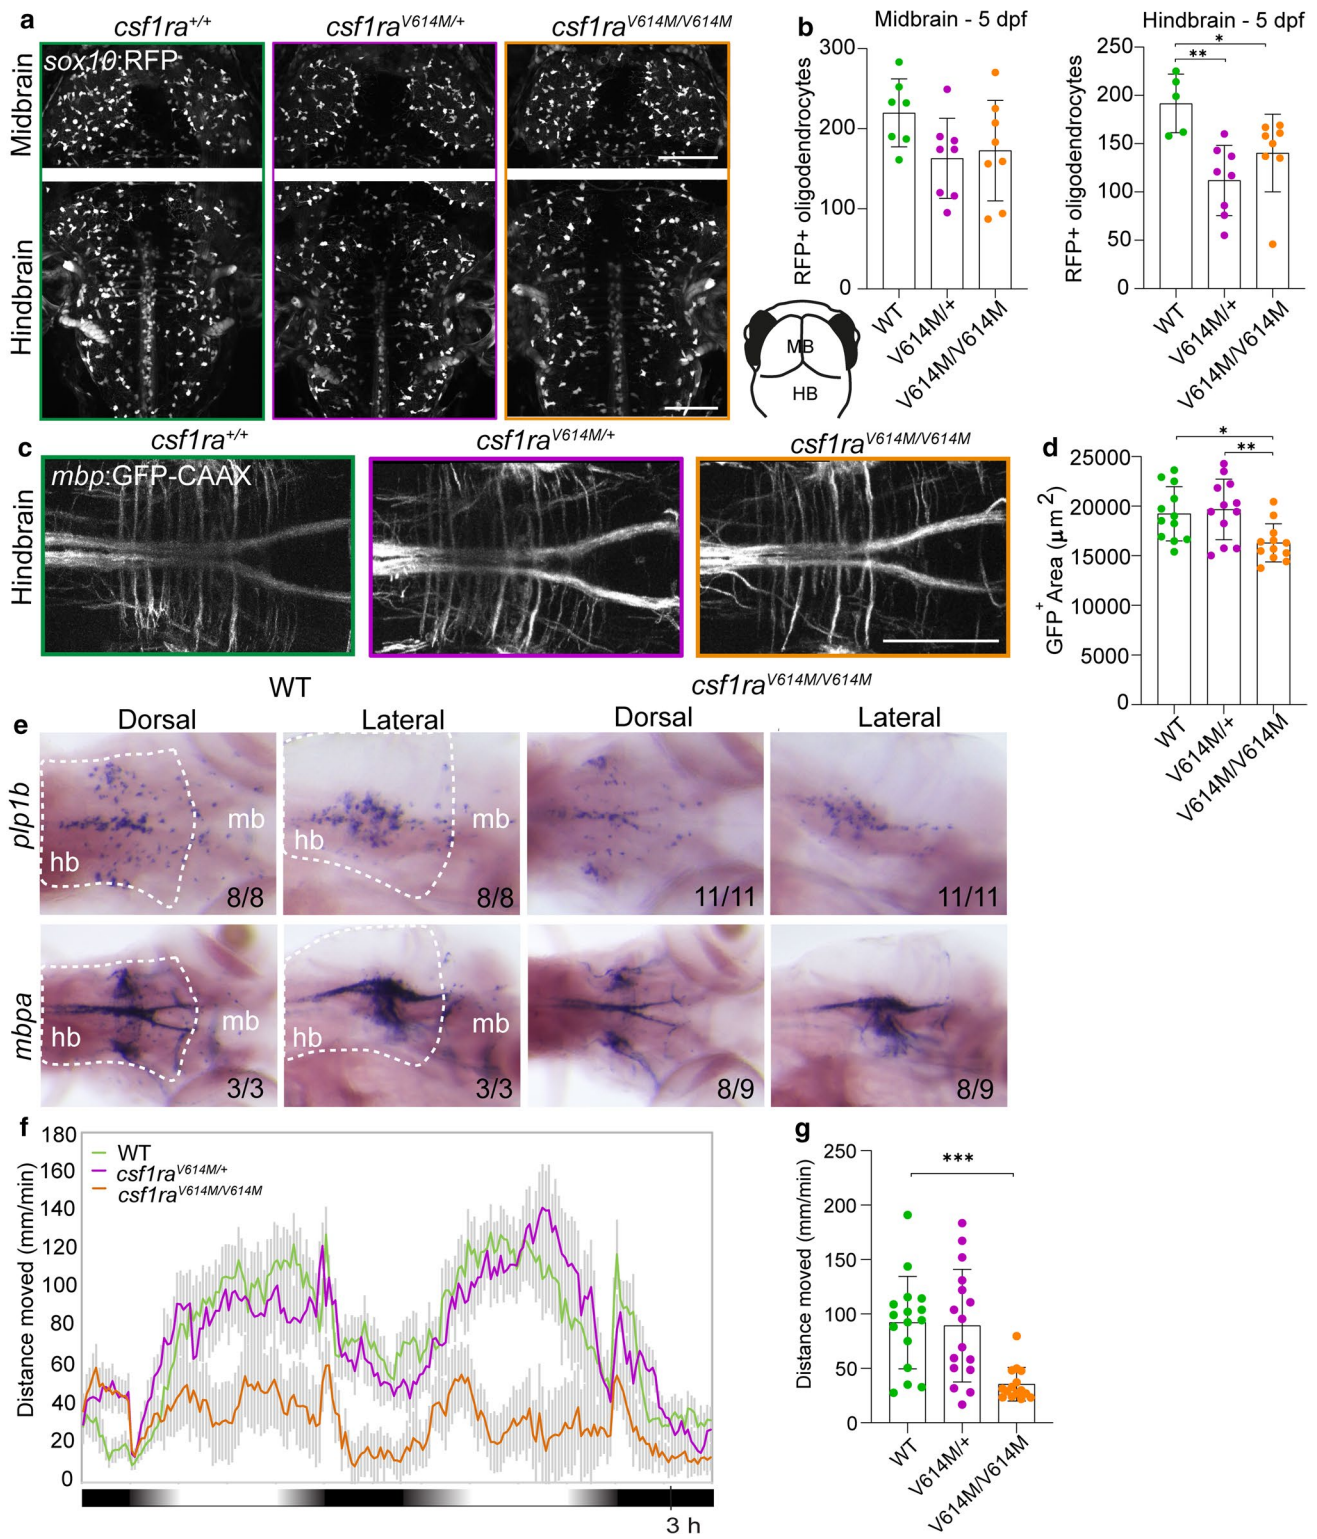 a
csf1ra+/+
csf1raV614M/+
csf1raV614M/V614M
Midbrain
sox10:RFP
Hindbrain
b
Midbrain - 5 dpf
RFP+ oligodendrocytes
300
200
100
0
WT
V614M/+
V614M/V614M
MB
HB
Hindbrain - 5 dpf
RFP+ oligodendrocytes
250
200
150
100
50
0
* 
**
WT
V614M/+
V614M/V614M
c
csf1ra+/+
csf1raV614M/+
csf1raV614M/V614M
Hindbrain
mbp:GFP-CAAX
d
GFP+ Area (μm2)
25000
20000
15000
10000
5000
0
*
**
WT
V614M/+
V614M/V614M
WT
csf1raV614M/V614M
e
Dorsal
Lateral
Dorsal
Lateral
plp1b
hb
mb
8/8
hb
mb
8/8
11/11
11/11
mbpa
hb
mb
3/3
hb
mb
3/3
8/9
8/9
f
Distance moved (mm/min)
180
160
140
120
100
80
60
40
20
0
WT
csf1raV614M/+
csf1raV614M/V614M
3 h
g
Distance moved (mm/min)
250
200
150
100
50
0
***
WT
V614M/+
V614M/V614M